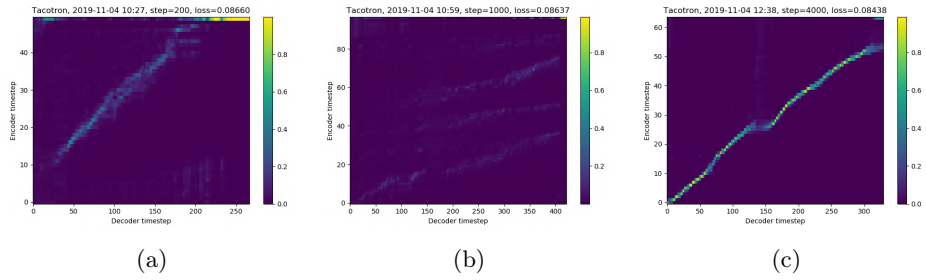 Tacotron, 2019-11-04 10:27, step=200, loss=0.08660
Encoder timestep
40
30
20
10
0
0 50 100 150 200 250
Decoder timestep
0.8
0.6
0.4
0.2
0.0
(a)
Tacotron, 2019-11-04 10:59, step=1000, loss=0.08637
Encoder timestep
80
60
40
20
0
0 50 100 150 200 250 300 350 400
Decoder timestep
0.8
0.6
0.4
0.2
0.0
(b)
Tacotron, 2019-11-04 12:38, step=4000, loss=0.08438
Encoder timestep
60
50
40
30
20
10
0
0 50 100 150 200 250 300
Decoder timestep
0.8
0.6
0.4
0.2
0.0
(c)